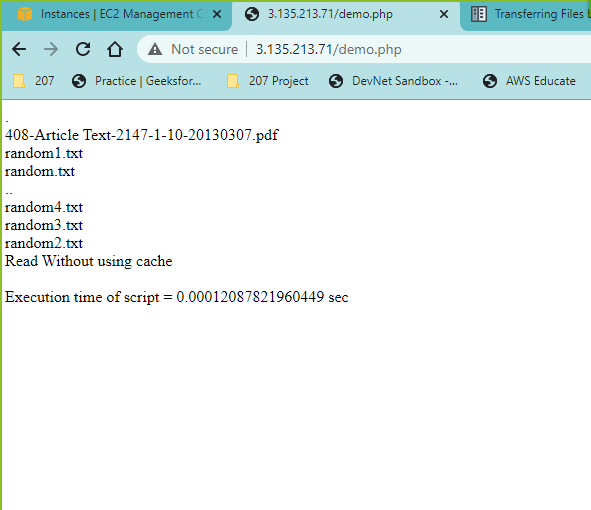 Instances | EC2 Management C
3.135.213.71/demo.php
Transferring Files
Not secure | 3.135.213.71/demo.php
207
Practice | Geeksfor...
207 Project
DevNet Sandbox -...
AWS Educate
.
408-Article Text-2147-1-10-20130307.pdf
random1.txt
random.txt
..
random4.txt
random3.txt
random2.txt
Read Without using cache
Execution time of script = 0.00012087821960449 sec